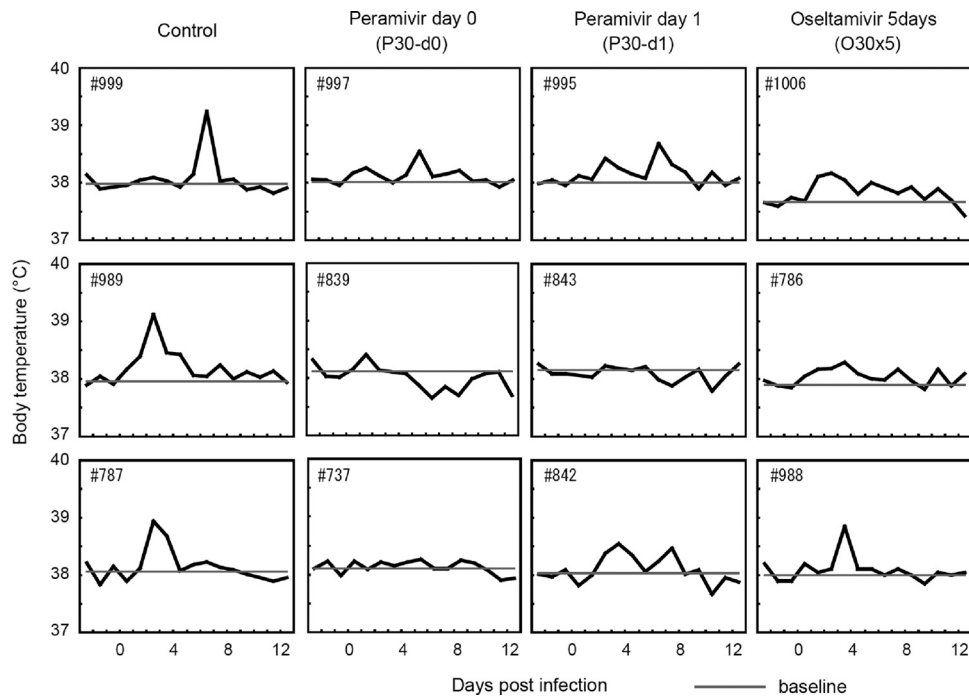 Control
Peramivir day 0
(P30-d0)
Peramivir day 1
(P30-d1)
Oseltamivir 5days
(O30x5)
40
39
38
37
#999
#997
#995
#1006
Body temperature (°C)
40
39
38
37
#989
#839
#843
#786
40
39
38
37
#787
#737
#842
#988
0 4 8 12
0 4 8 12
0 4 8 12
0 4 8 12
Days post infection
baseline